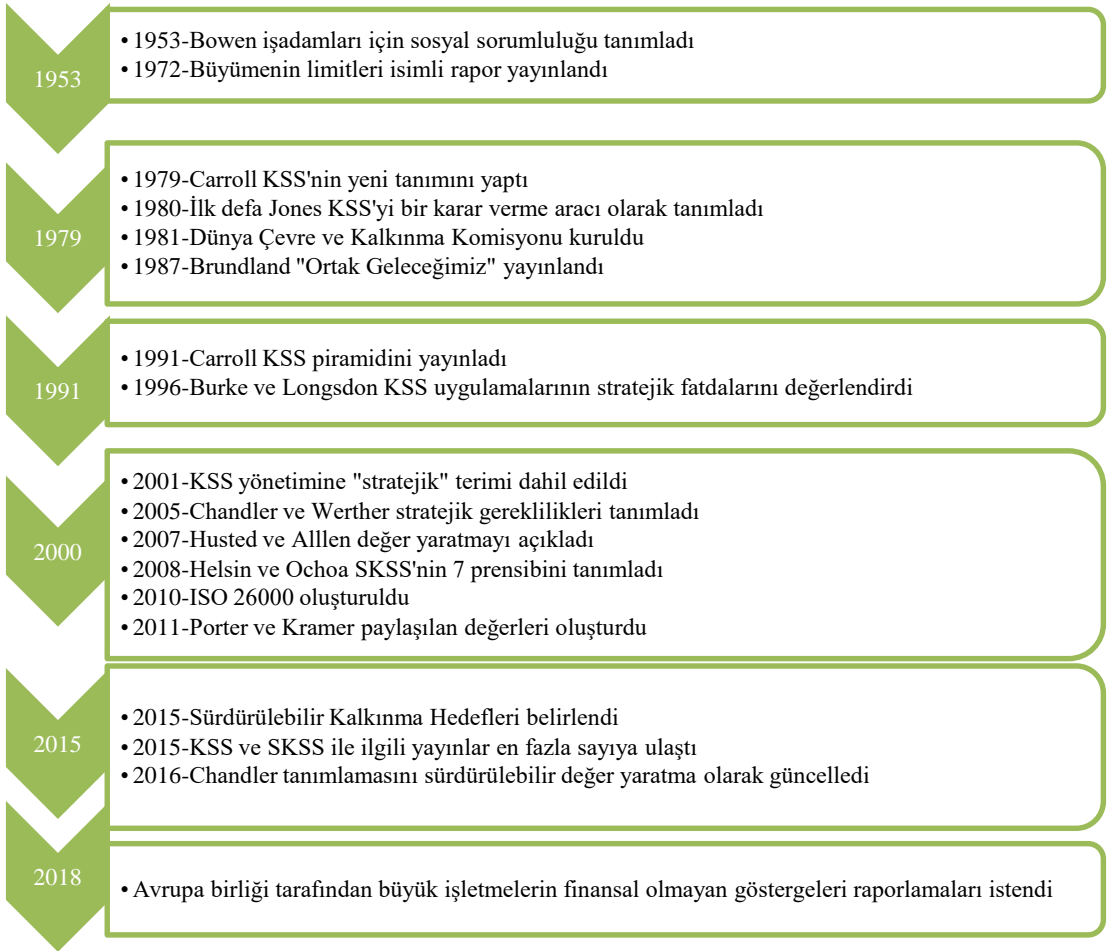 1953
• 1953-Bowen işadamları için sosyal sorumluluğu tanımladı
• 1972-Büyümenin limitleri isimli rapor yayınlandı
1979
• 1979-Carroll KSS'nin yeni tanımını yaptı
• 1980-İlk defa Jones KSS'yi bir karar verme aracı olarak tanımladı
• 1981-Dünya Çevre ve Kalkınma Komisyonu kuruldu
• 1987-Brundland "Ortak Geleceğimiz" yayınlandı
1991
• 1991-Carroll KSS piramidini yayınladı
• 1996-Burke ve Longsdon KSS uygulamalarının stratejik fatdalarını değerlendirdi
2000
• 2001-KSS yönetimine "stratejik" terimi dahil edildi
• 2005-Chandler ve Werther stratejik gereklilikleri tanımladı
• 2007-Husted ve Alllen değer yaratmayı açıkladı
• 2008-Helsin ve Ochoa SKSS'nin 7 prensibini tanımladı
• 2010-ISO 26000 oluşturuldu
• 2011-Porter ve Kramer paylaşılan değerleri oluşturdu
2015
• 2015-Sürdürülebilir Kalkınma Hedefleri belirlendi
• 2015-KSS ve SKSS ile ilgili yayınlar en fazla sayıya ulaştı
• 2016-Chandler tanımlamasını sürdürülebilir değer yaratma olarak güncelledi
2018
• Avrupa birliği tarafından büyük işletmelerin finansal olmayan göstergeleri raporlamaları istendi